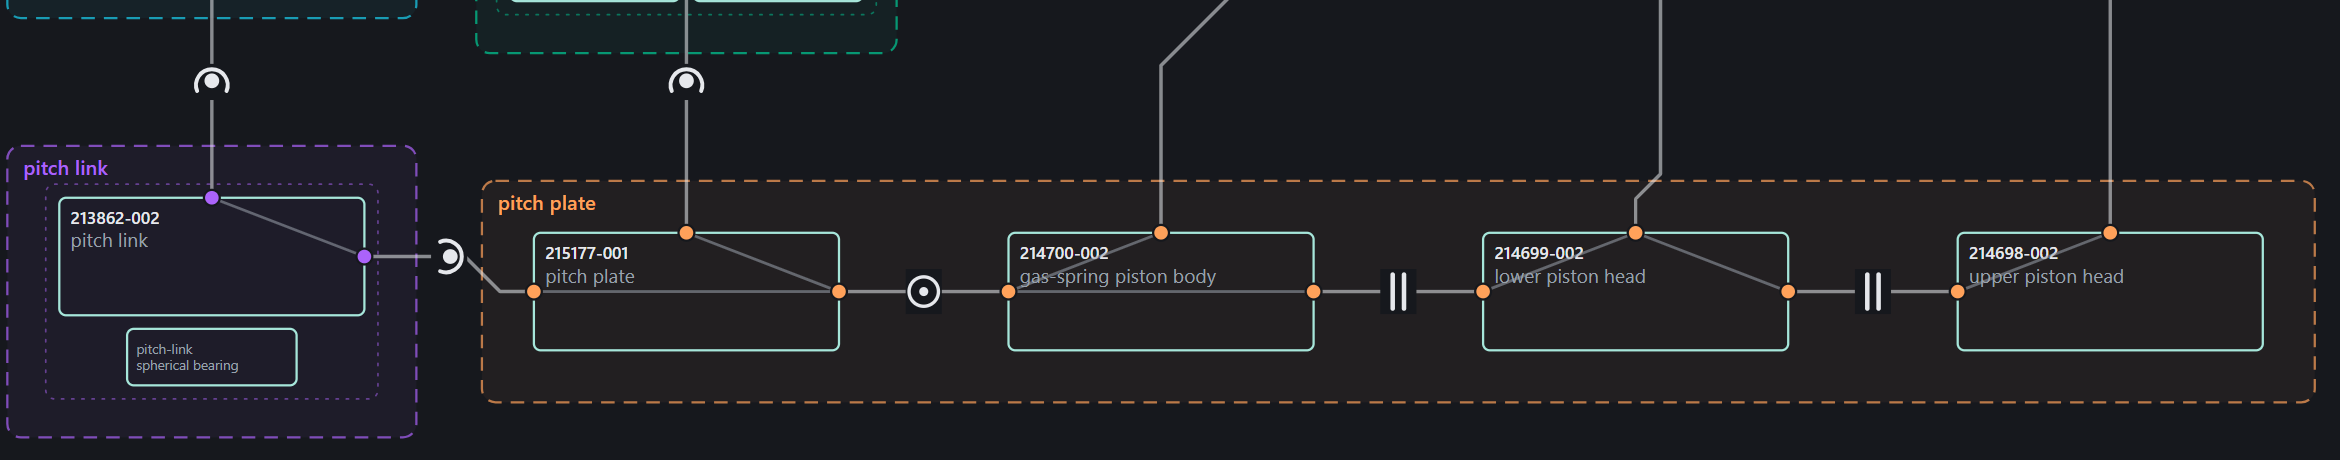 pitch link
213862-002
pitch link
pitch-link
spherical bearing
pitch plate
215177-001
pitch plate
214700-002
gas-spring piston body
214699-002
lower piston head
214698-002
upper piston head